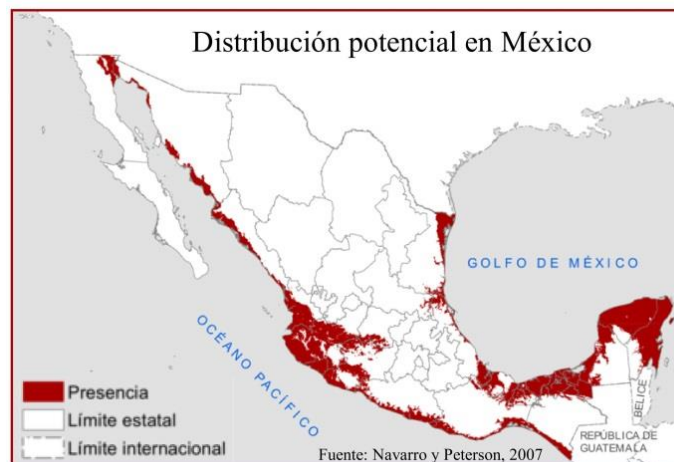 Distribución potencial en México
GOLFO DE MÉXICO
OCÉANO PACÍFICO
BELICE
REPÚBLICA DE
GUATEMALA
Presencia
Límite estatal
Límite internacional
Fuente: Navarro y Peterson, 2007